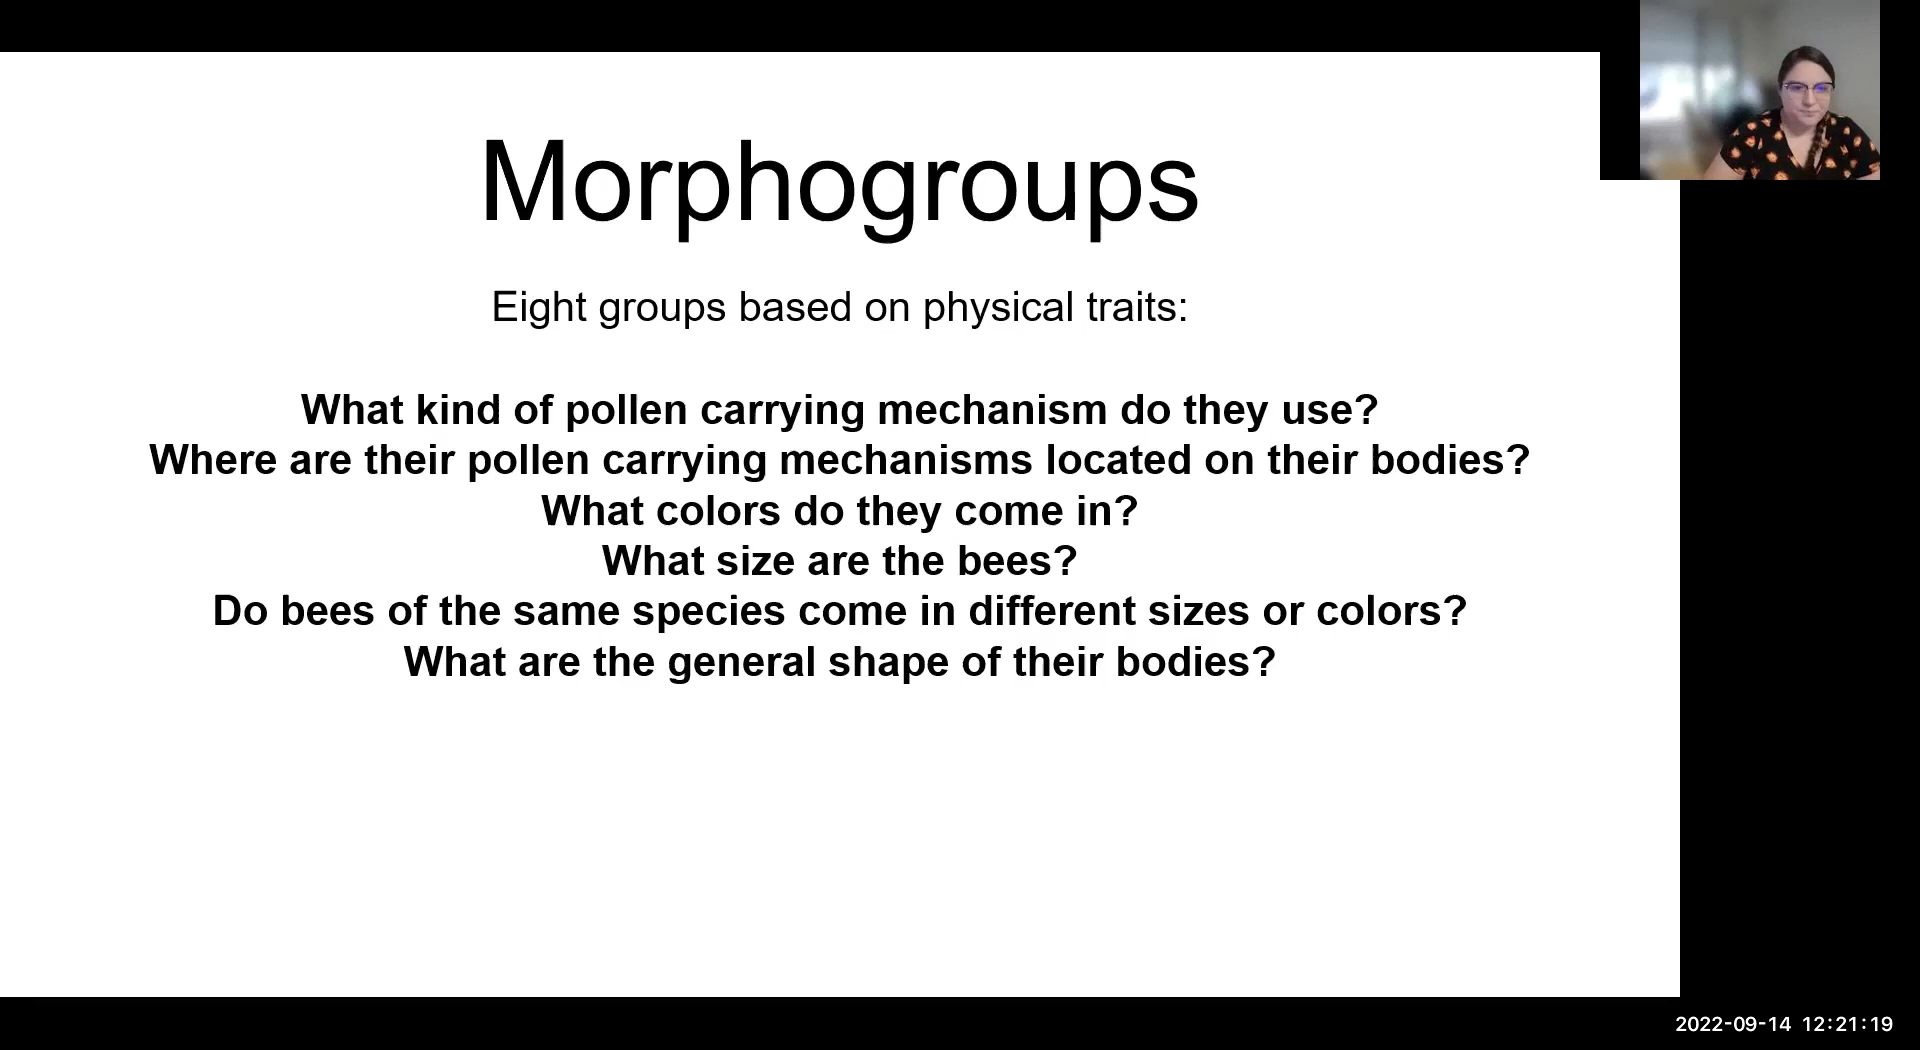 Morphogroups
Eight groups based on physical traits:
What kind of pollen carrying mechanism do they use?
Where are their pollen carrying mechanisms located on their bodies?
What colors do they come in?
What size are the bees?
Do bees of the same species come in different sizes or colors?
What are the general shape of their bodies?
2022-09-14 12:21:19